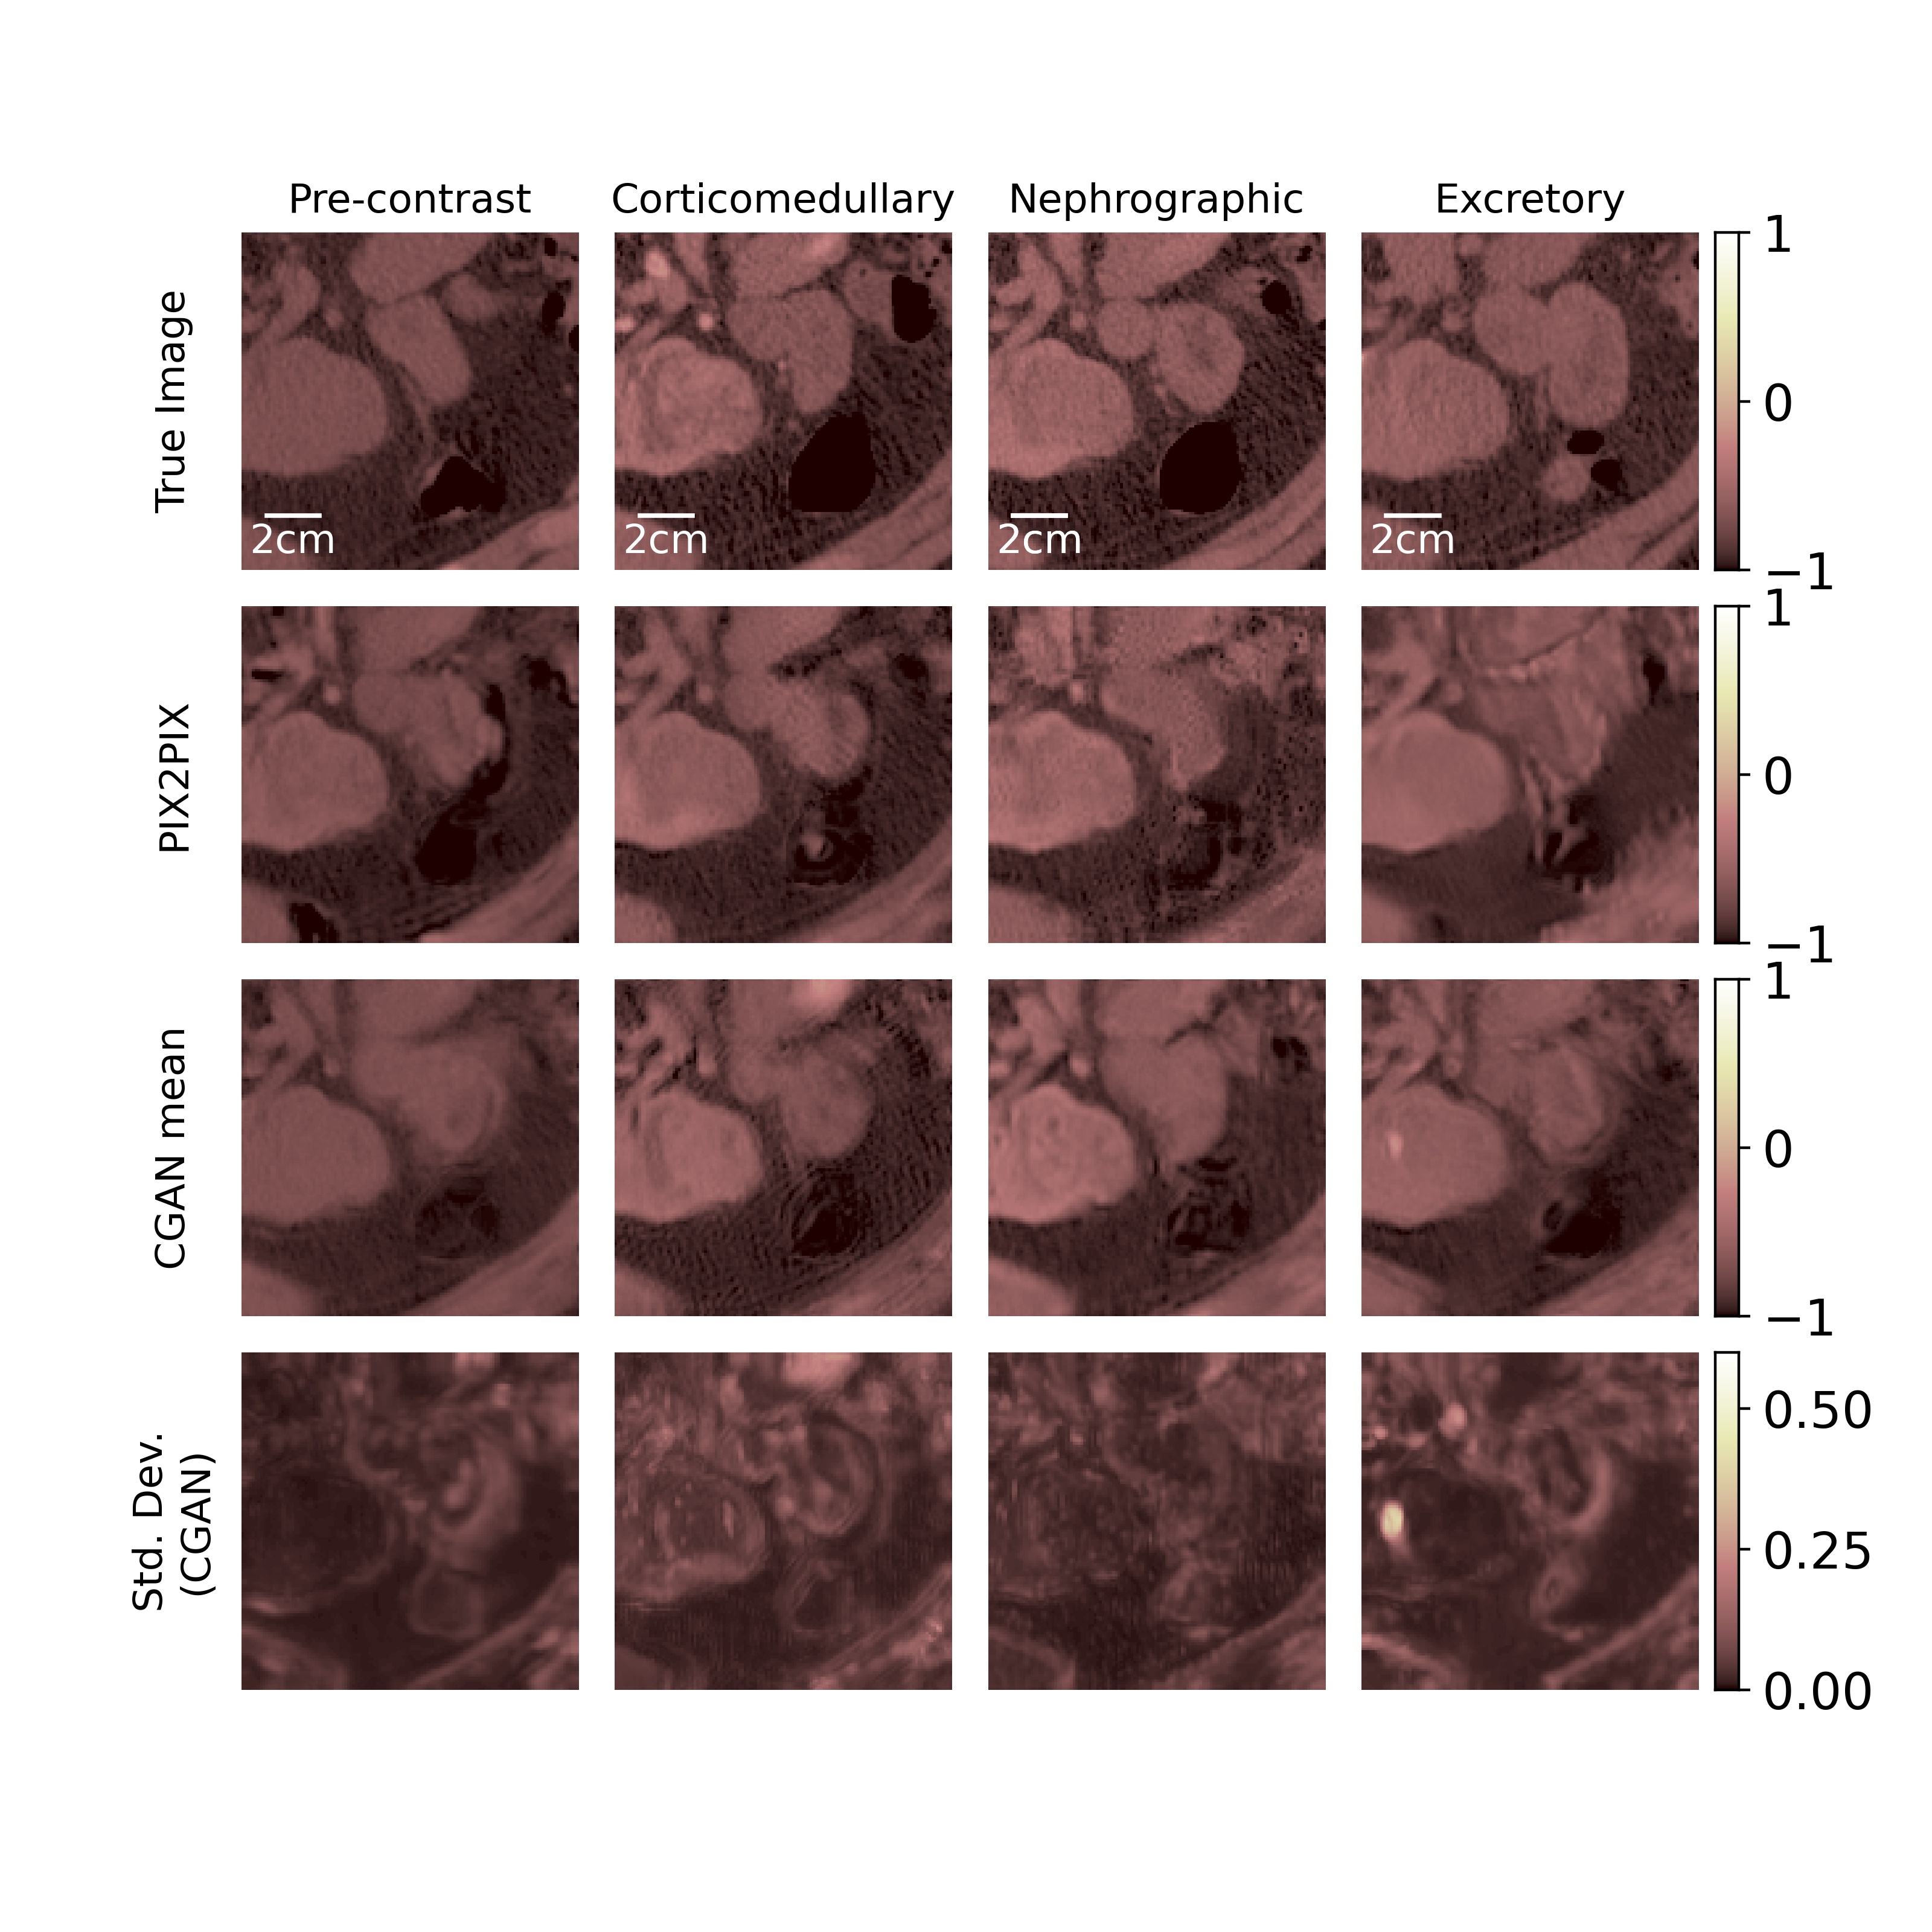 Pre-contrast
Corticomedullary
Nephrographic
Excretory
True Image
2cm
2cm
2cm
2cm
1
0
−1
PIX2PIX
1
0
−1
CGAN mean
1
0
−1
Std. Dev.
(CGAN)
0.50
0.25
0.00